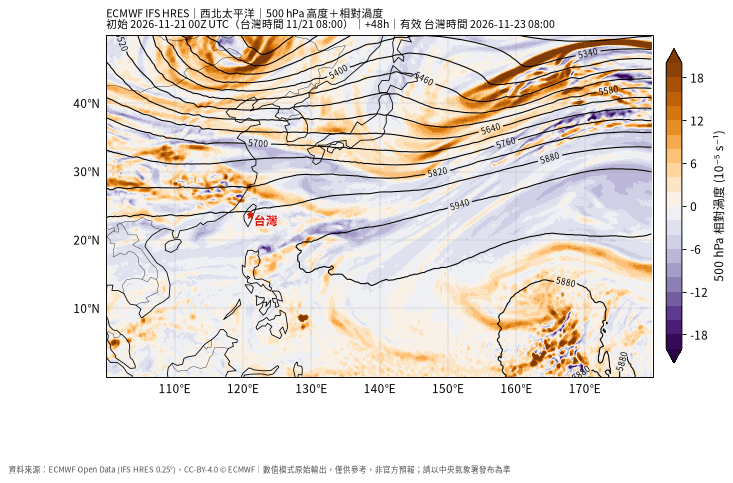 ECMWF IFS HRES｜西北太平洋｜500 hPa 高度＋相對渦度
初始 2026-11-21 00Z UTC（台灣時間 11/21 08:00）｜+48h｜有效 台灣時間 2026-11-23 08:00
5520
5340
5400
5460
5580
5640
5700
5760
5820
5880
5940
5880
5880
5880
台灣
40°N
30°N
20°N
10°N
110°E
120°E
130°E
140°E
150°E
160°E
170°E
18
12
6
0
-6
-12
-18
500 hPa 相對渦度 (10⁻⁵ s⁻¹)
資料來源：ECMWF Open Data (IFS HRES 0.25°)，CC-BY-4.0 © ECMWF｜數值模式原始輸出，僅供參考，非官方預報；請以中央氣象署發布為準